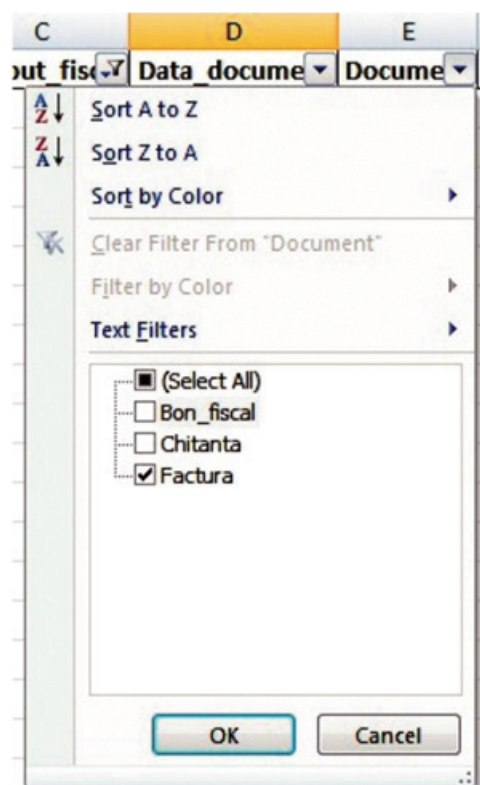 C D E
out_fisc Data_docume Docume
Sort A to Z
Sort Z to A
Sort by Color
Clear Filter From "Document"
Filter by Color
Text Filters
(Select All)
Bon_fiscal
Chitanta
Factura
OK Cancel